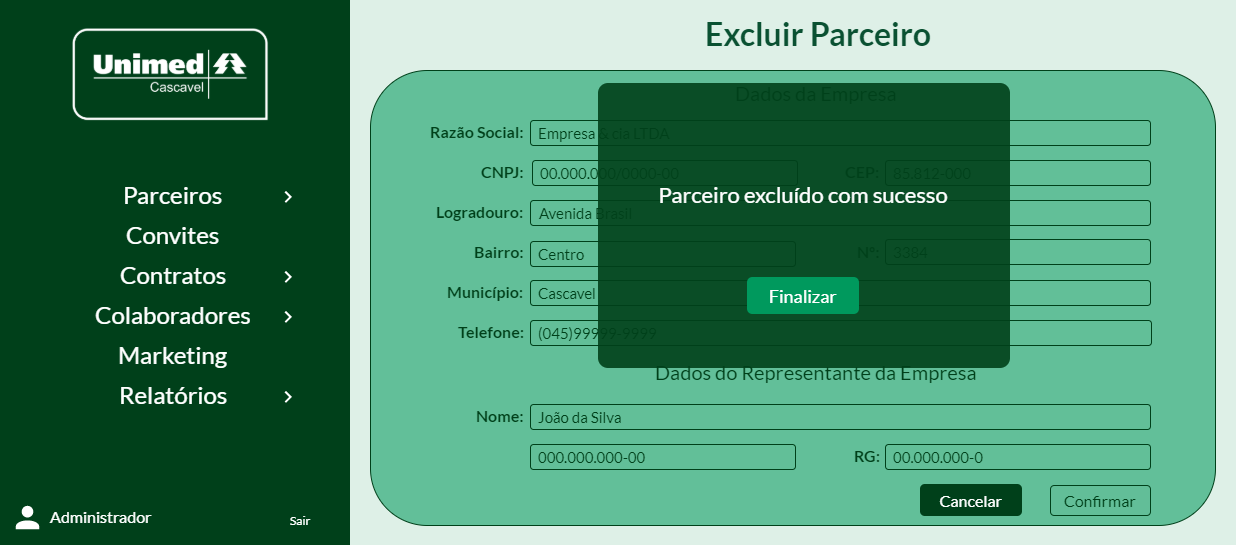 Unimed
Cascavel
Parceiros
Convites
Contratos
Colaboradores
Marketing
Relatórios
Administrador
Sair
Excluir Parceiro
Dados da Empresa
Razão Social: Empresa & cia LTDA
CNPJ: 00.000.000/0000-00 CEP: 85.812-000
Logradouro: Avenida Brasil
Bairro: Centro Nº: 3384
Município: Cascavel
Telefone: (045)99999-9999
Parceiro excluído com sucesso
Finalizar
Dados do Representante da Empresa
Nome: João da Silva
000.000.000-00 RG: 00.000.000-0
Cancelar Confirmar